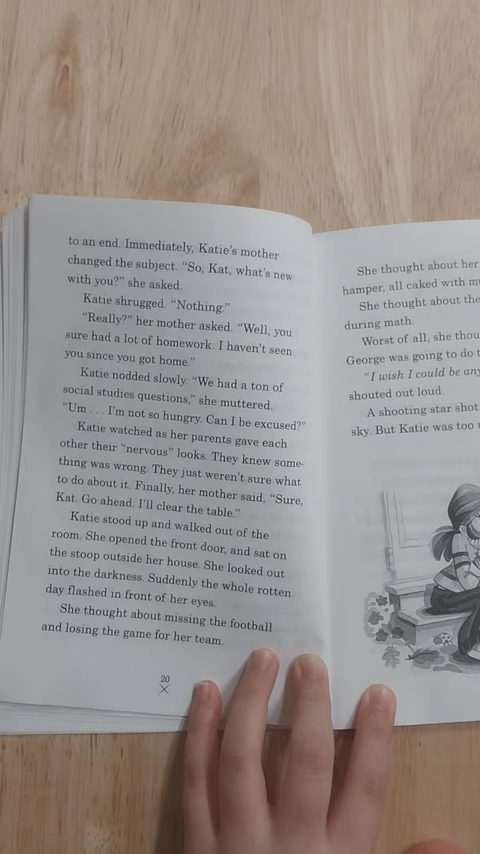 to an end. Immediately, Katie's mother
changed the subject. "So, Kat, what's new
with you?" she asked.
Katie shrugged. "Nothing."
"Really?" her mother asked. "Well, you
sure had a lot of homework. I haven't seen
you since you got home."
Katie nodded slowly. "We had a ton of
social studies questions," she muttered.
"Um . . . I'm not so hungry. Can I be excused?"
Katie watched as her parents gave each
other their "nervous" looks. They knew some-
thing was wrong. They just weren't sure what
to do about it. Finally, her mother said, "Sure,
Kat. Go ahead. I'll clear the table."
Katie stood up and walked out of the
room. She opened the front door, and sat on
the stoop outside her house. She looked out
into the darkness. Suddenly the whole rotten
day flashed in front of her eyes.
She thought about missing the football
and losing the game for her team.
20
She thought about her
hamper, all caked with
She thought about the
during math.
Worst of all, she
George was going to do
"I wish I could be
shouted out loud.
A shooting star shot
sky. But Katie was too